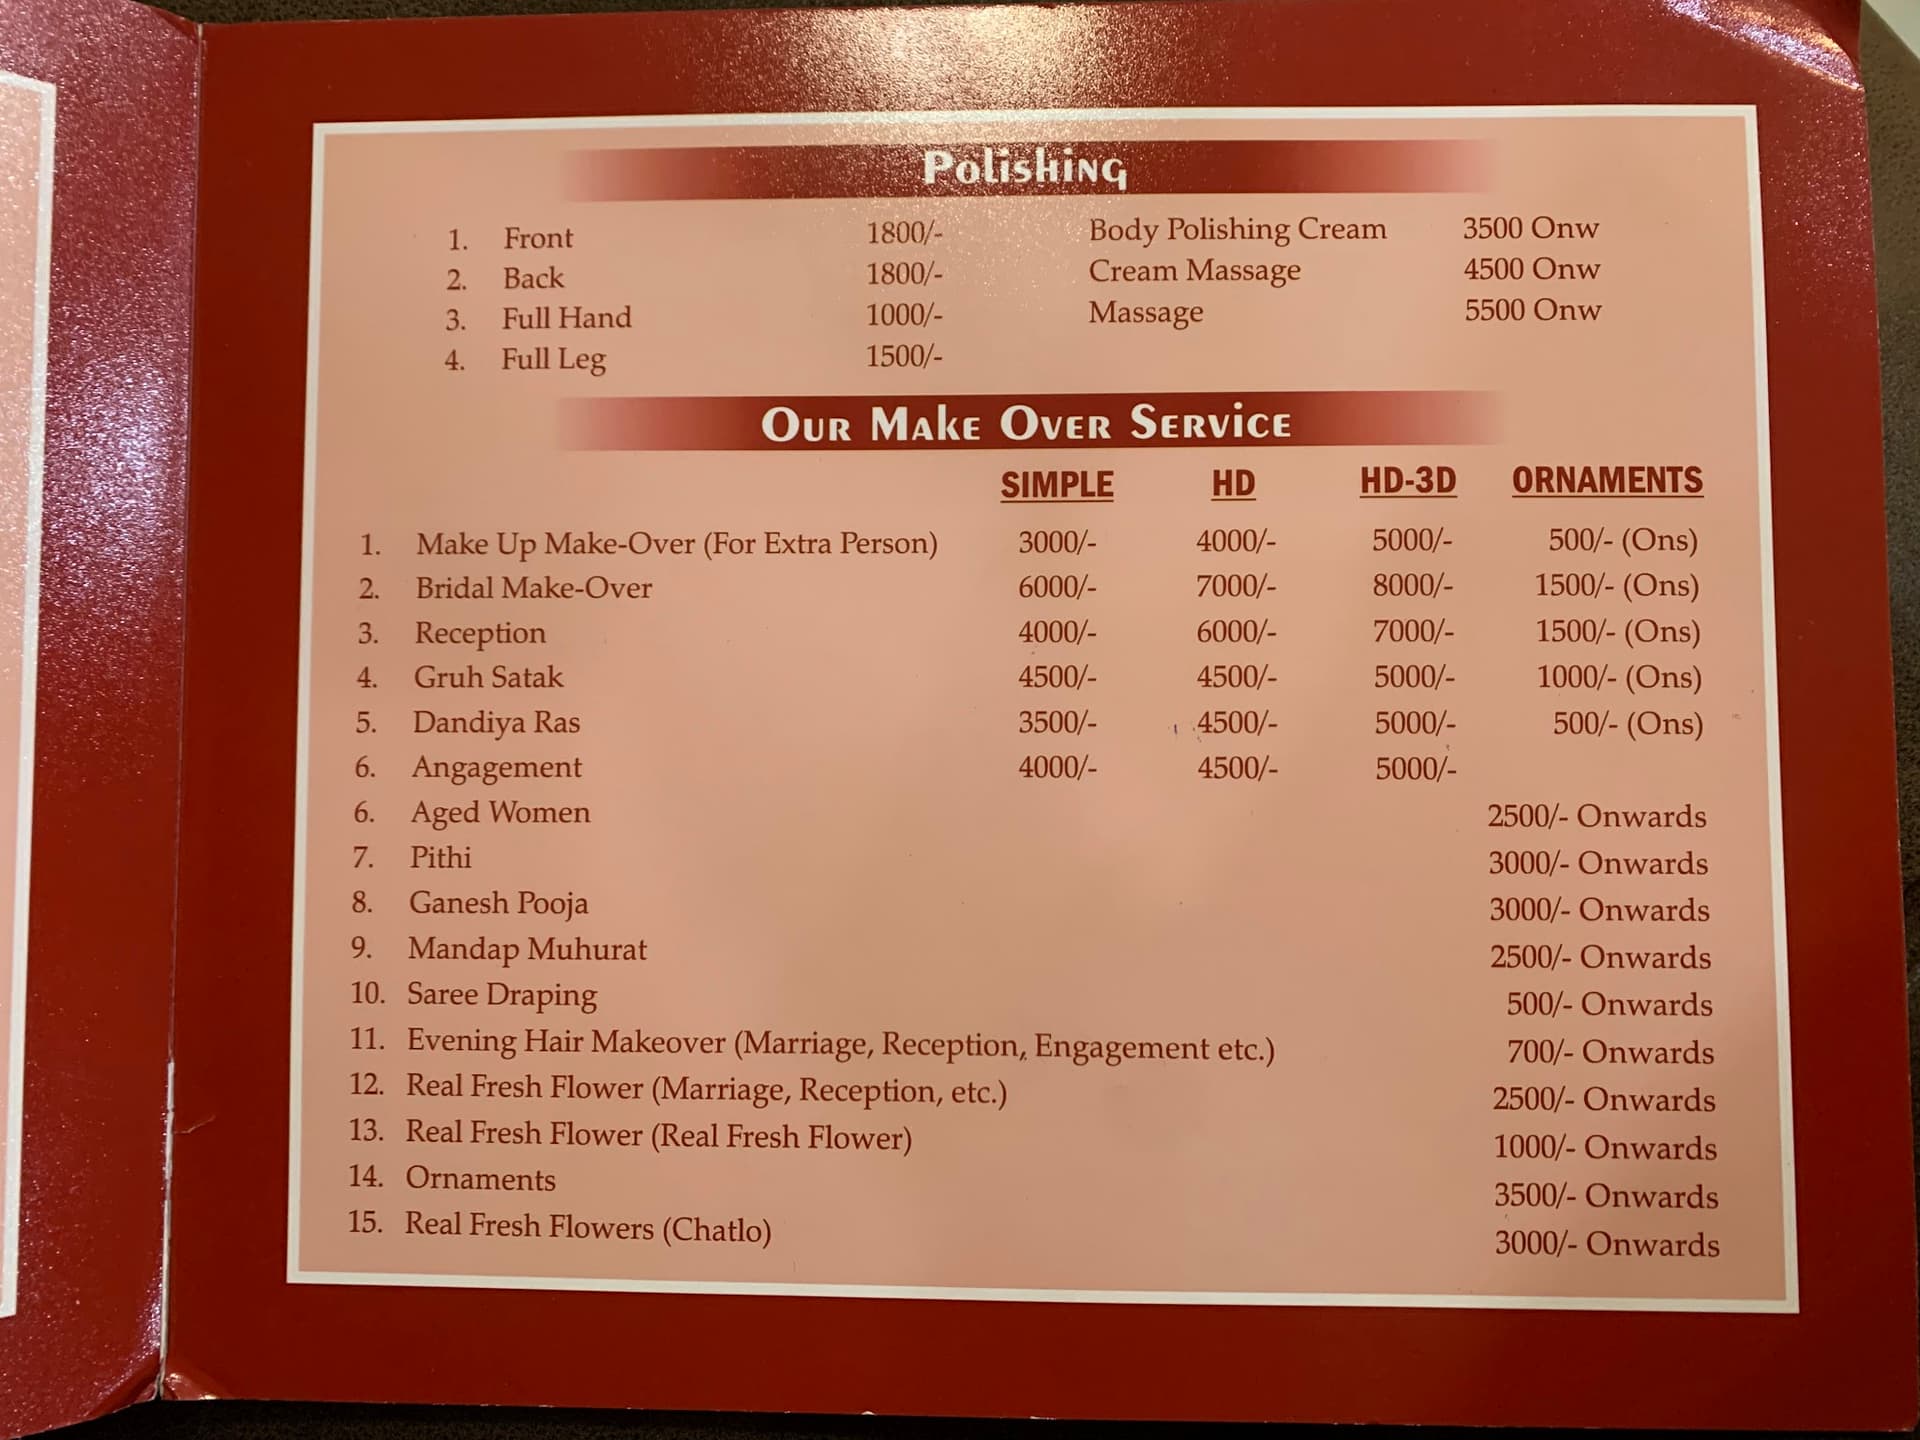 Polishing
1. Front 1800/- Body Polishing Cream 3500 Onw
2. Back 1800/- Cream Massage 4500 Onw
3. Full Hand 1000/- Massage 5500 Onw
4. Full Leg 1500/-
Our Make Over Service
SIMPLE HD HD-3D ORNAMENTS
1. Make Up Make-Over (For Extra Person) 3000/- 4000/- 5000/- 500/- (Ons)
2. Bridal Make-Over 6000/- 7000/- 8000/- 1500/- (Ons)
3. Reception 4000/- 6000/- 7000/- 1500/- (Ons)
4. Gruh Satak 4500/- 4500/- 5000/- 1000/- (Ons)
5. Dandiya Ras 3500/- 4500/- 5000/- 500/- (Ons)
6. Angagement 4000/- 4500/- 5000/-
6. Aged Women 2500/- Onwards
7. Pithi 3000/- Onwards
8. Ganesh Pooja 3000/- Onwards
9. Mandap Muhurat 2500/- Onwards
10. Saree Draping 500/- Onwards
11. Evening Hair Makeover (Marriage, Reception, Engagement etc.) 700/- Onwards
12. Real Fresh Flower (Marriage, Reception, etc.) 2500/- Onwards
13. Real Fresh Flower (Real Fresh Flower) 1000/- Onwards
14. Ornaments 3500/- Onwards
15. Real Fresh Flowers (Chatlo) 3000/- Onwards